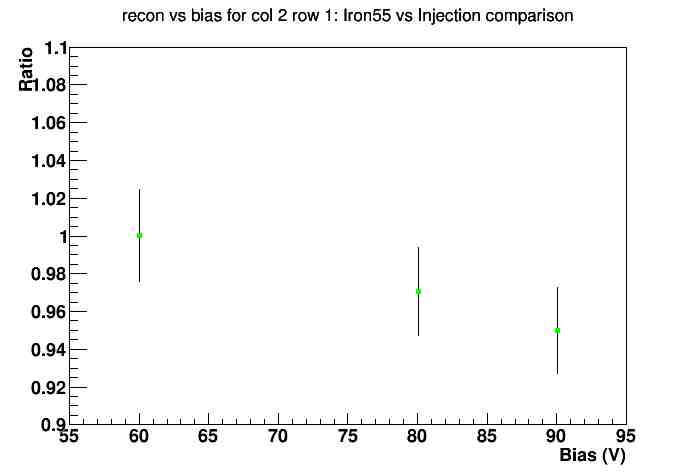 recon vs bias for col 2 row 1: Iron55 vs Injection comparison
Ratio
1.1
1.08
1.06
1.04
1.02
1
0.98
0.96
0.94
0.92
0.9
55 60 65 70 75 80 85 90 95
Bias (V)